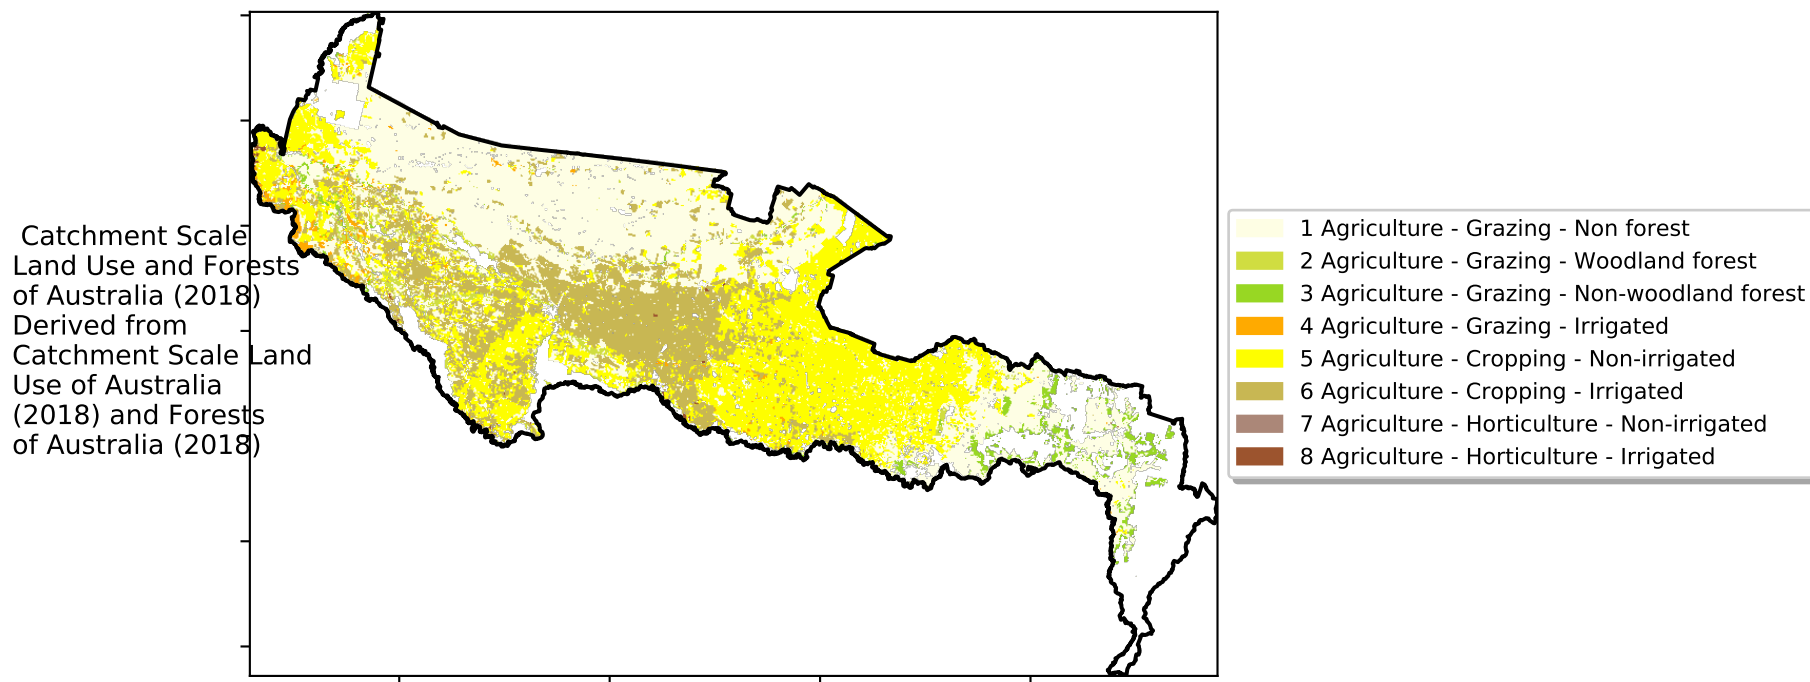 Catchment Scale
Land Use and Forests
of Australia (2018)
Derived from
Catchment Scale Land
Use of Australia
(2018) and Forests
of Australia (2018)
1 Agriculture - Grazing - Non forest
2 Agriculture - Grazing - Woodland forest
3 Agriculture - Grazing - Non-woodland forest
4 Agriculture - Grazing - Irrigated
5 Agriculture - Cropping - Non-irrigated
6 Agriculture - Cropping - Irrigated
7 Agriculture - Horticulture - Non-irrigated
8 Agriculture - Horticulture - Irrigated